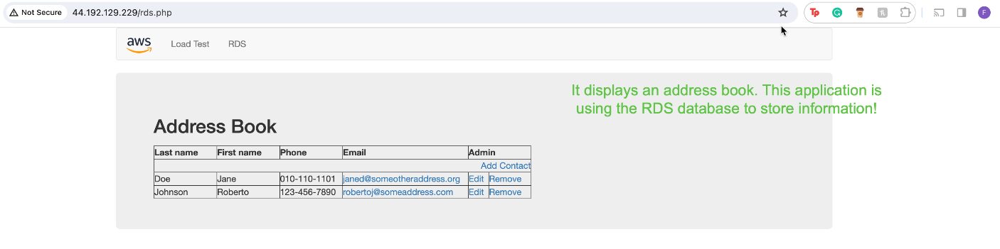 Not Secure 44.192.129.229/rds.php F
aws Load Test RDS
It displays an address book. This application is
using the RDS database to store information!
Address Book
Last name First name Phone Email Admin
Add Contact
Doe Jane 010-110-1101 janed@someotheraddress.org Edit Remove
Johnson Roberto 123-456-7890 robertoj@someaddress.com Edit Remove